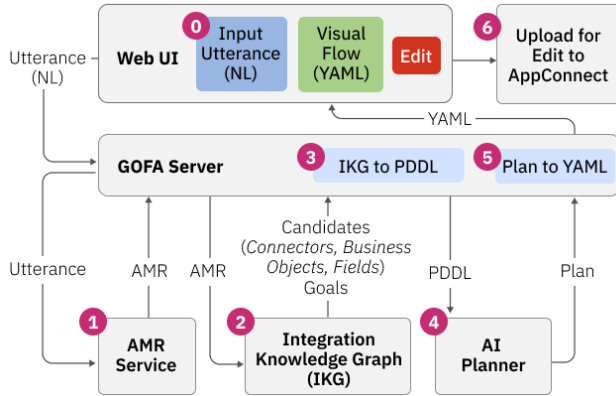 0
6
Utterance
(NL)
Web UI
Input
Utterance
(NL)
Visual
Flow
(YAML)
Edit
Upload for
Edit to
AppConnect
YAML
GOFA Server
3
IKG to PDDL
5
Plan to YAML
Utterance
AMR
AMR
Candidates
(Connectors, Business
Objects, Fields)
Goals
PDDL
Plan
1
AMR
Service
2
Integration
Knowledge Graph
(IKG)
4
AI
Planner